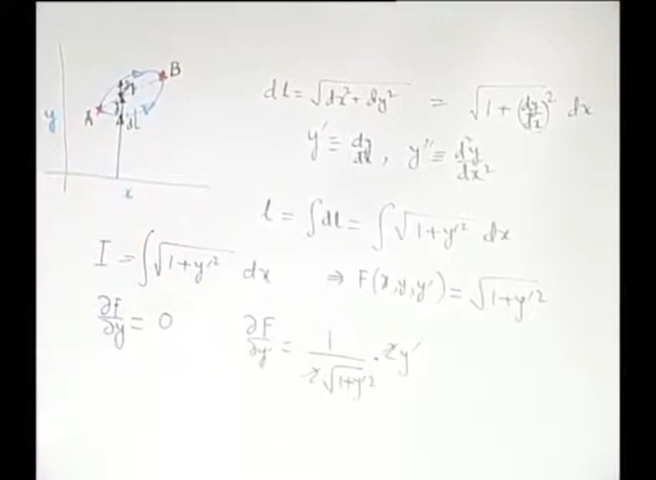 B
y
A
dl
x
dl = √(dx² + dy²) = √(1 + (dy/dx)²) dx
y' ≡ dy/dx , y'' ≡ d²y/dx²
l = ∫dl = ∫√(1+y'²) dx
I = ∫√(1+y'²) dx ⇒ F(x,y,y') = √(1+y'²)
∂F/∂y = 0 ∂F/∂y' = 1/(2√(1+y'²)) · 2y'